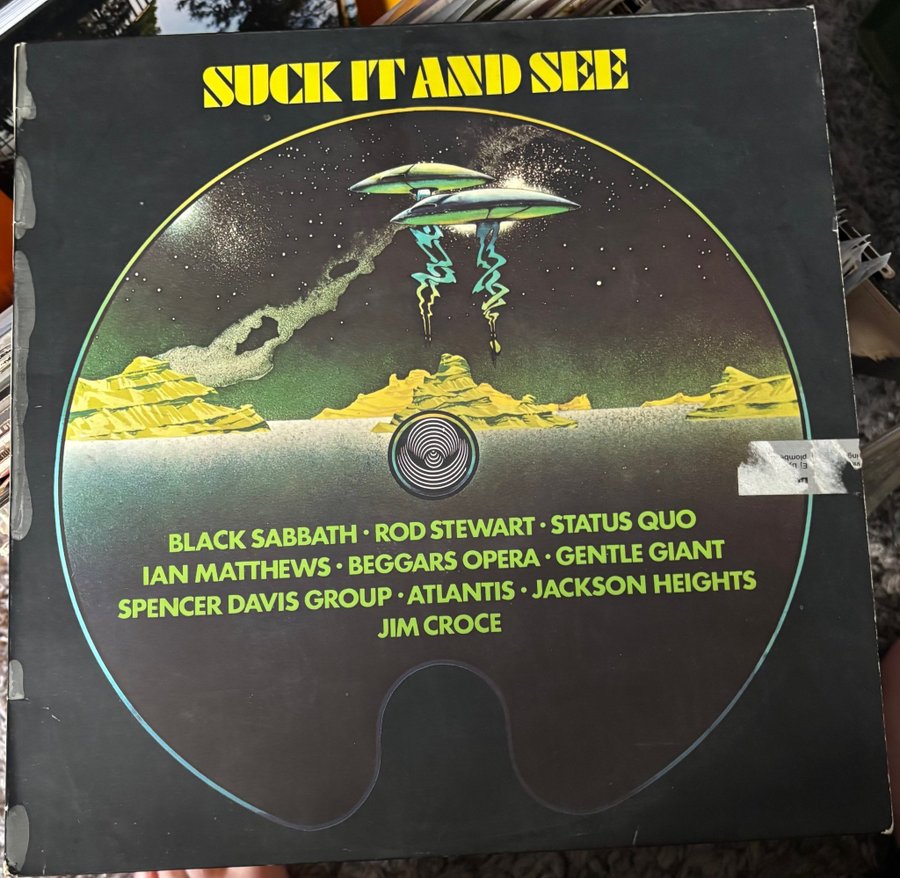 SUCK IT AND SEE
BLACK SABBATH · ROD STEWART · STATUS QUO
IAN MATTHEWS · BEGGARS OPERA · GENTLE GIANT
SPENCER DAVIS GROUP · ATLANTIS · JACKSON HEIGHTS
JIM CROCE